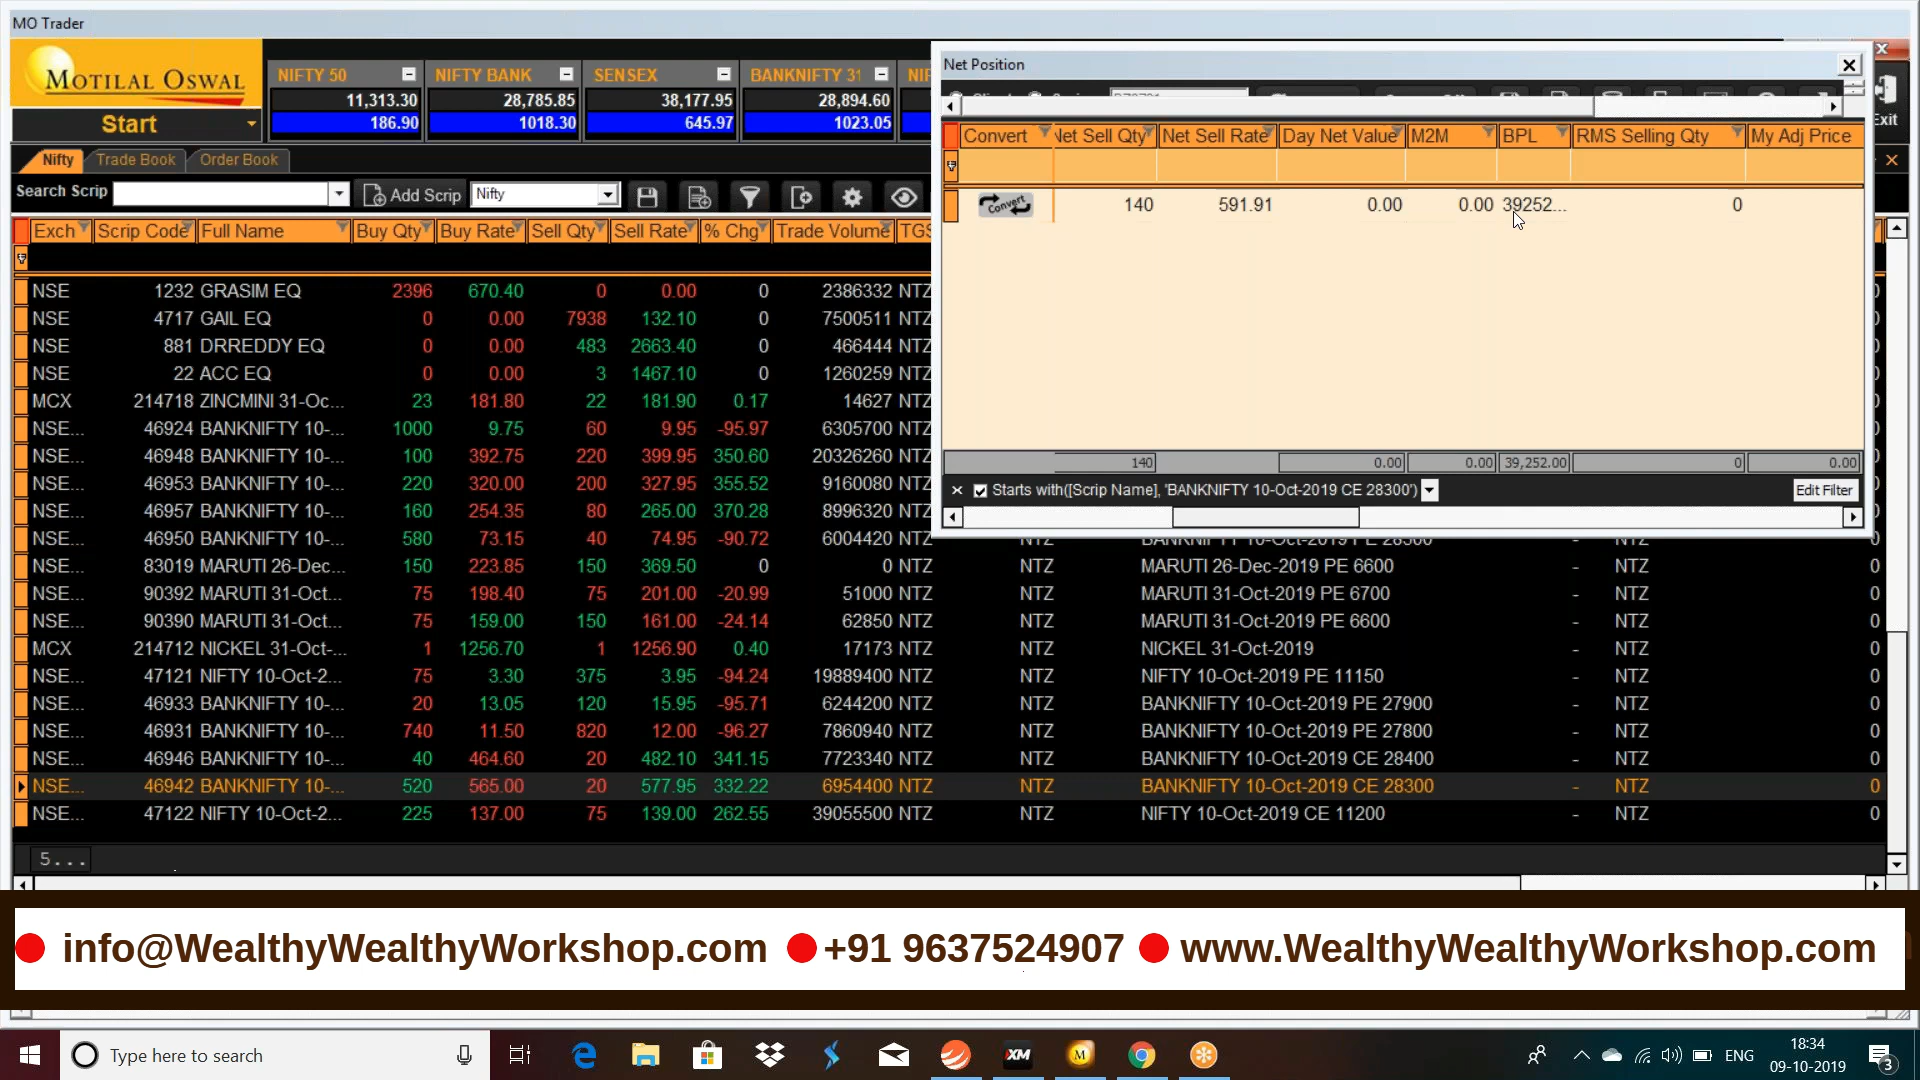 MO Trader
MOTILAL OSWAL
Start
NIFTY 50
11,313.30
186.90
NIFTY BANK
28,785.85
1018.30
SENSEX
38,177.95
645.97
BANKNIFTY 31
28,894.60
1023.05
Exit
Nifty Trade Book Order Book
Search Scrip Add Scrip Nifty
Exch Scrip Code Full Name Buy Qty Buy Rate Sell Qty Sell Rate % Chg Trade Volume TGS
NSE 1232 GRASIM EQ 2396 670.40 0 0.00 0 2386332 NTZ
NSE 4717 GAIL EQ 0 0.00 7938 132.10 0 7500511 NTZ
NSE 881 DRREDDY EQ 0 0.00 483 2663.40 0 466444 NTZ
NSE 22 ACC EQ 0 0.00 3 1467.10 0 1260259 NTZ
MCX 214718 ZINCMINI 31-Oc... 23 181.80 22 181.90 0.17 14627 NTZ
NSE... 46924 BANKNIFTY 10-... 1000 9.75 60 9.95 -95.97 6305700 NTZ
NSE... 46948 BANKNIFTY 10-... 100 392.75 220 399.95 350.60 20326260 NTZ
NSE... 46953 BANKNIFTY 10-... 220 320.00 200 327.95 355.52 9160080 NTZ
NSE... 46957 BANKNIFTY 10-... 160 254.35 80 265.00 370.28 8996320 NTZ
NSE... 46950 BANKNIFTY 10-... 580 73.15 40 74.95 -90.72 6004420 NTZ NTZ BANKNIFTY 10-Oct-2019 PE 28500 - NTZ 0
NSE... 83019 MARUTI 26-Dec... 150 223.85 150 369.50 0 0 NTZ NTZ MARUTI 26-Dec-2019 PE 6600 - NTZ 0
NSE... 90392 MARUTI 31-Oct... 75 198.40 75 201.00 -20.99 51000 NTZ NTZ MARUTI 31-Oct-2019 PE 6700 - NTZ 0
NSE... 90390 MARUTI 31-Oct... 75 159.00 150 161.00 -24.14 62850 NTZ NTZ MARUTI 31-Oct-2019 PE 6600 - NTZ 0
MCX 214712 NICKEL 31-Oct-... 1 1256.70 1 1256.90 0.40 17173 NTZ NTZ NICKEL 31-Oct-2019 - NTZ 0
NSE... 47121 NIFTY 10-Oct-2... 75 3.30 375 3.95 -94.24 19889400 NTZ NTZ NIFTY 10-Oct-2019 PE 11150 - NTZ 0
NSE... 46933 BANKNIFTY 10-... 20 13.05 120 15.95 -95.71 6244200 NTZ NTZ BANKNIFTY 10-Oct-2019 PE 27900 - NTZ 0
NSE... 46931 BANKNIFTY 10-... 740 11.50 820 12.00 -96.27 7860940 NTZ NTZ BANKNIFTY 10-Oct-2019 PE 27800 - NTZ 0
NSE... 46946 BANKNIFTY 10-... 40 464.60 20 482.10 341.15 7723340 NTZ NTZ BANKNIFTY 10-Oct-2019 CE 28400 - NTZ 0
NSE... 46942 BANKNIFTY 10-... 520 565.00 20 577.95 332.22 6954400 NTZ NTZ BANKNIFTY 10-Oct-2019 CE 28300 - NTZ 0
NSE... 47122 NIFTY 10-Oct-2... 225 137.00 75 139.00 262.55 39055500 NTZ NTZ NIFTY 10-Oct-2019 CE 11200 - NTZ 0
5...
Net Position
Convert Net Sell Qty Net Sell Rate Day Net Value M2M BPL RMS Selling Qty My Adj Price
Convert 140 591.91 0.00 0.00 39252... 0
140 0.00 0.00 39,252.00 0 0.00
Starts with([Scrip Name], 'BANKNIFTY 10-Oct-2019 CE 28300') Edit Filter
info@WealthyWealthyWorkshop.com +91 9637524907 www.WealthyWealthyWorkshop.com
Type here to search
XM
M
ENG
18:34
09-10-2019
3